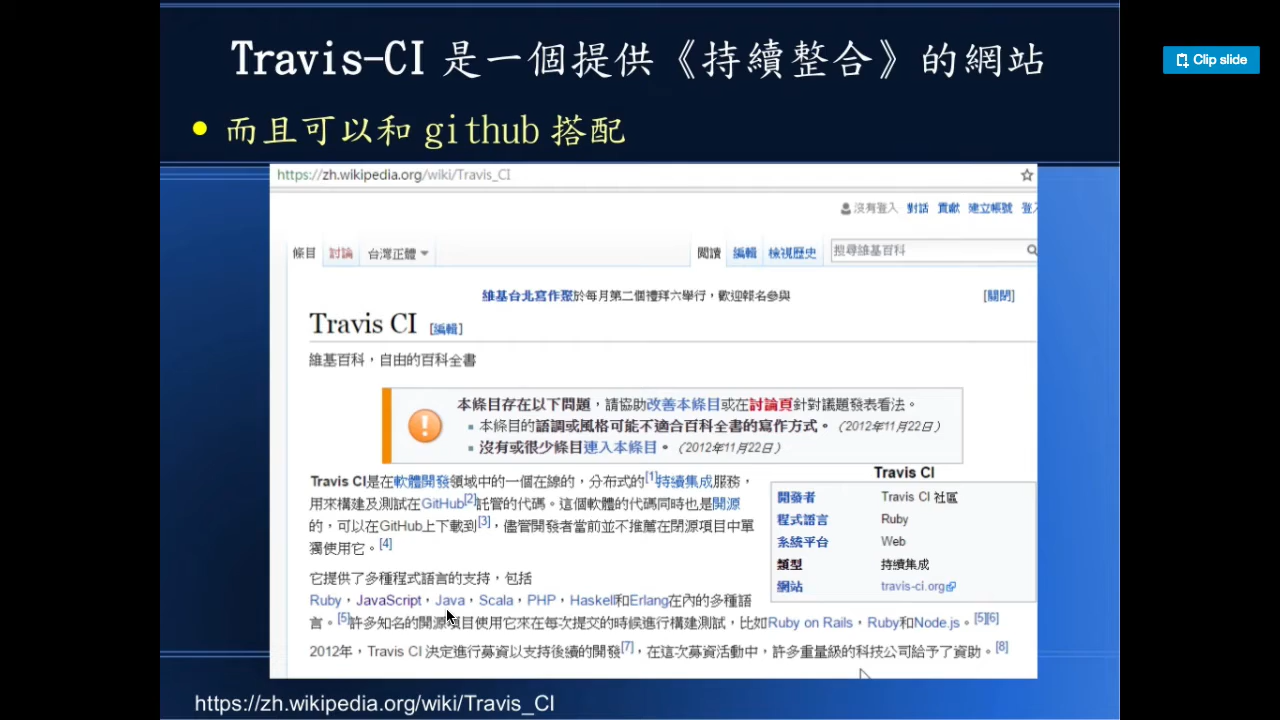 Travis-CI 是一個提供《持續整合》的網站
Clip slide
而且可以和 github 搭配
https://zh.wikipedia.org/wiki/Travis_CI
沒有登入 對話 貢獻 建立帳號 登入
條目 討論 台灣正體 閱讀 編輯 檢視歷史 搜尋維基百科
維基台北寫作聚於每月第二個禮拜六舉行，歡迎報名參與 [關閉]
Travis CI [編輯]
維基百科，自由的百科全書
本條目存在以下問題，請協助改善本條目或在討論頁針對議題發表看法。
本條目的語調或風格可能不適合百科全書的寫作方式。（2012年11月22日）
沒有或很少條目連入本條目。（2012年11月22日）
Travis CI是在軟體開發領域中的一個在線的，分布式的[1]持續集成服務，
用來構建及測試在GitHub[2]託管的代碼。這個軟體的代碼同時也是開源
的，可以在GitHub上下載到[3]，儘管開發者當前並不推薦在閉源項目中單
獨使用它。[4]
Travis CI
開發者 Travis CI 社區
程式語言 Ruby
系統平台 Web
類型 持續集成
網站 travis-ci.org
它提供了多種程式語言的支持，包括
Ruby，JavaScript，Java，Scala，PHP，Haskell和Erlang在內的多種語
言。[5]許多知名的開源項目使用它來在每次提交的時候進行構建測試，比如Ruby on Rails，Ruby和Node.js。[5][6]
2012年，Travis CI 決定進行募資以支持後續的開發[7]，在這次募資活動中，許多重量級的科技公司給予了資助。[8]
https://zh.wikipedia.org/wiki/Travis_CI